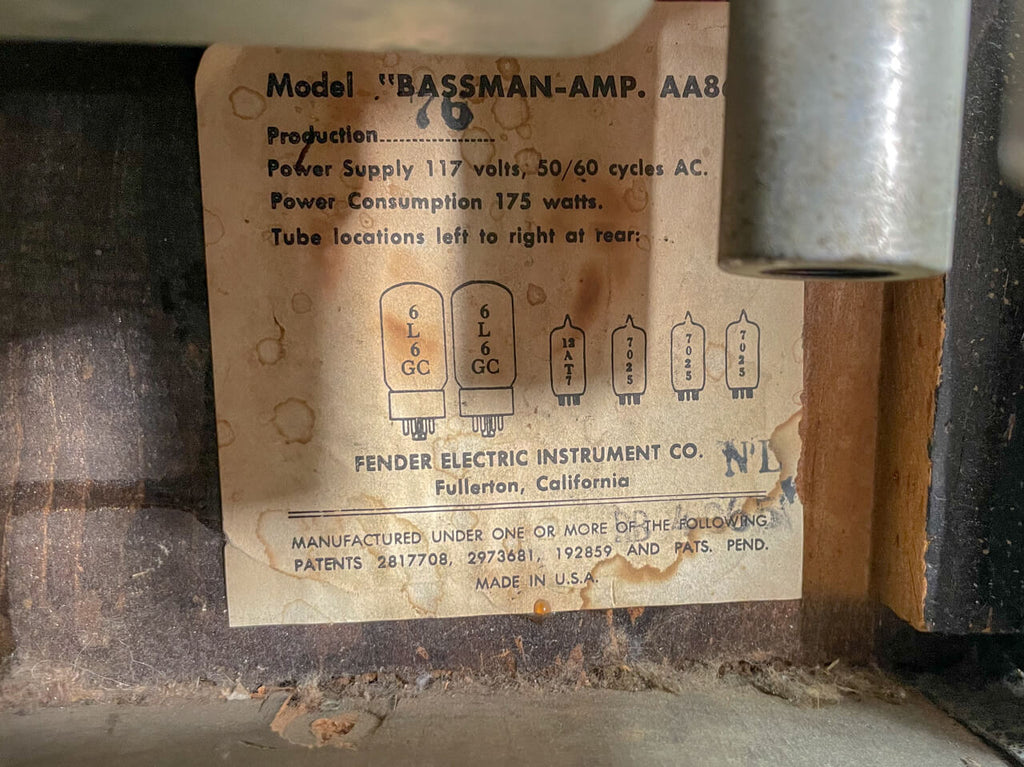 Model "BASSMAN-AMP. AA8
76
Production...................
Power Supply 117 volts, 50/60 cycles AC.
Power Consumption 175 watts.
Tube locations left to right at rear:
6L6GC 6L6GC 12AT7 7025 7025 7025
FENDER ELECTRIC INSTRUMENT CO.
Fullerton, California
MANUFACTURED UNDER ONE OR MORE OF THE FOLLOWING
PATENTS 2817708, 2973681, 192859 AND PATS. PEND.
MADE IN U.S.A.